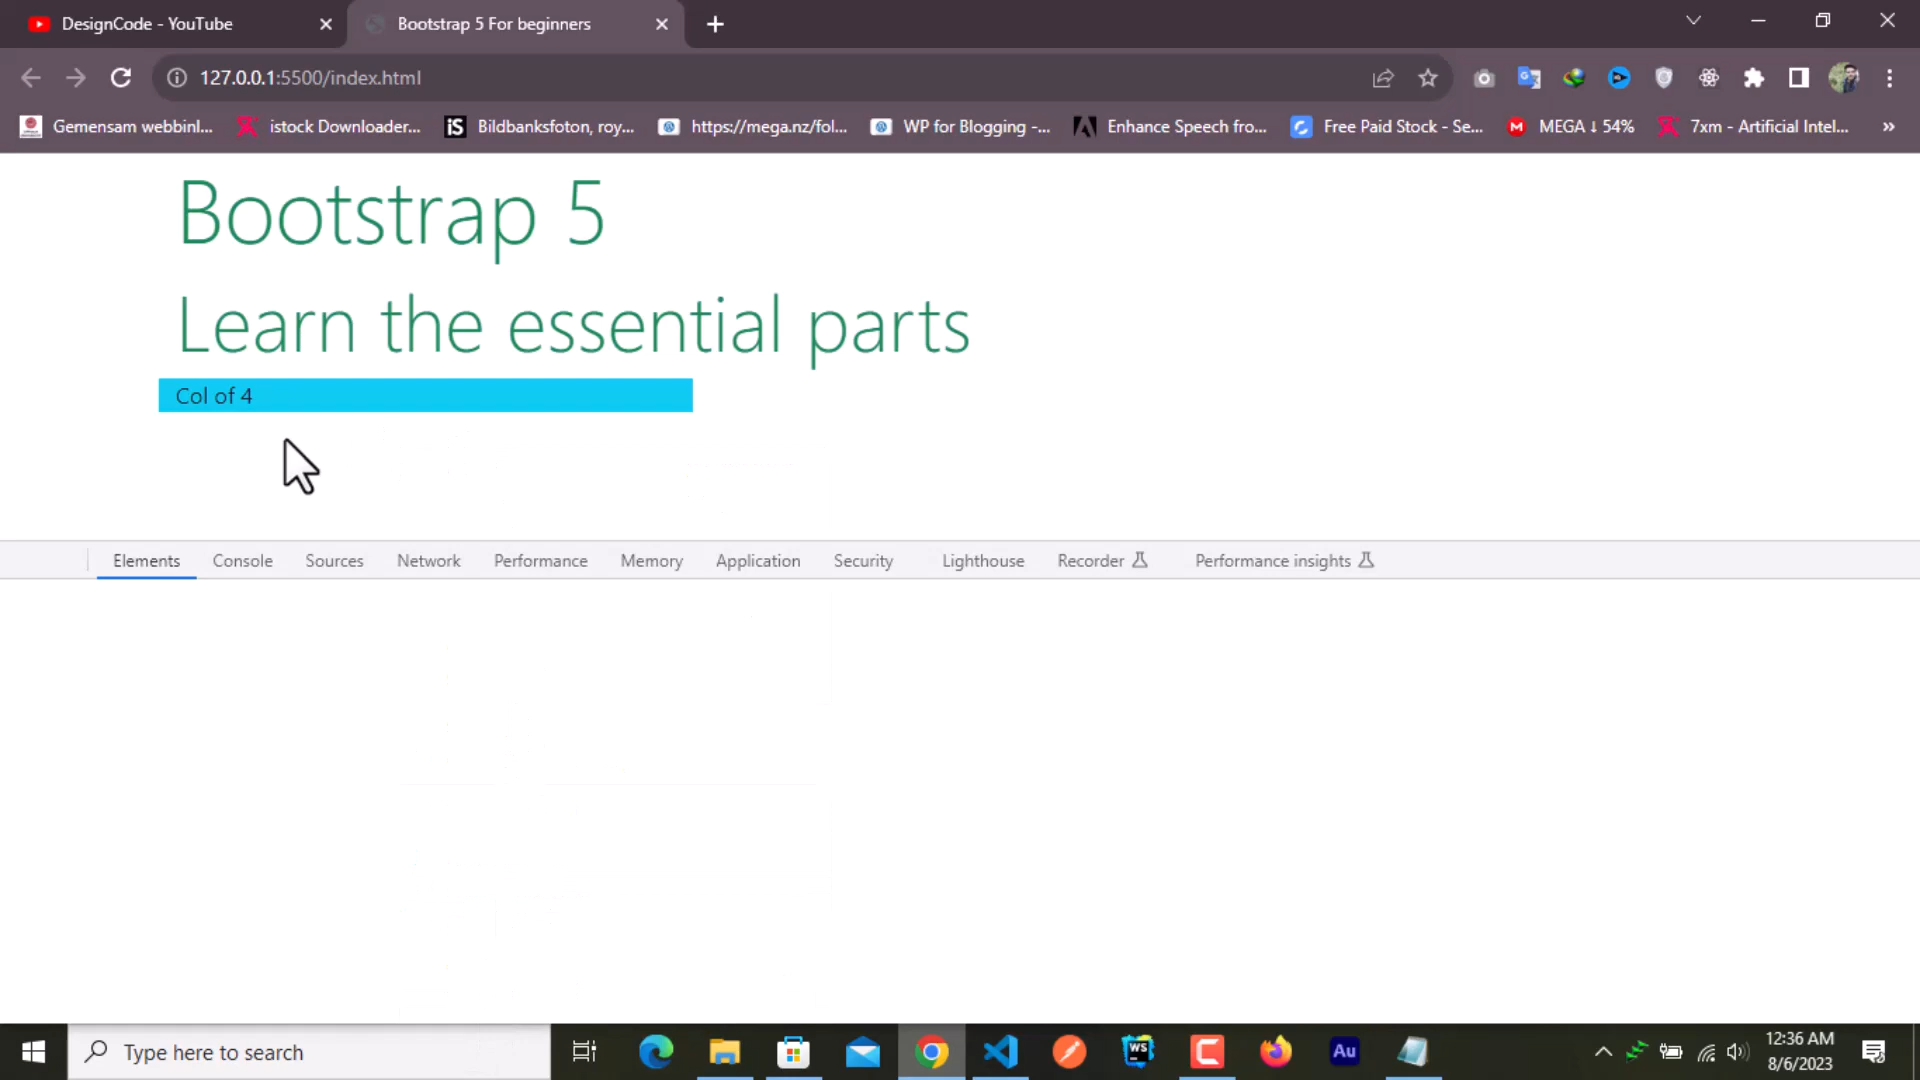 DesignCode - YouTube
Bootstrap 5 For beginners
127.0.0.1:5500/index.html
Gemensam webbinl...
istock Downloader...
iS
Bildbanksfoton, roy...
https://mega.nz/fol...
WP for Blogging -...
Enhance Speech fro...
Free Paid Stock - Se...
M
MEGA ↓ 54%
7xm - Artificial Intel...
»
Bootstrap 5
Learn the essential parts
Col of 4
Elements
Console
Sources
Network
Performance
Memory
Application
Security
Lighthouse
Recorder
Performance insights
Type here to search
WS
Au
12:36 AM
8/6/2023